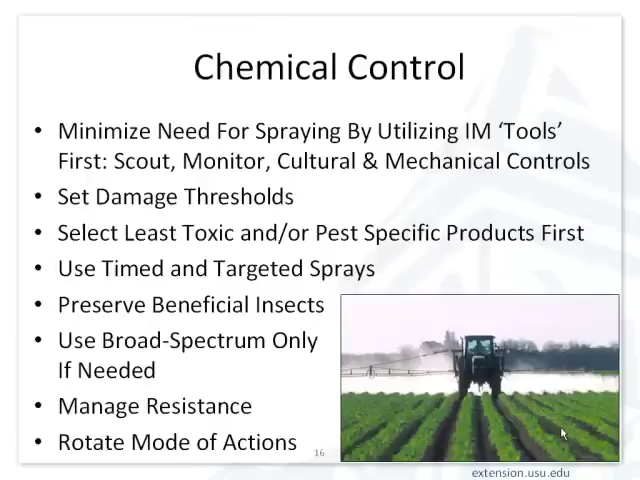 Chemical Control
• Minimize Need For Spraying By Utilizing IM ‘Tools’
First: Scout, Monitor, Cultural & Mechanical Controls
• Set Damage Thresholds
• Select Least Toxic and/or Pest Specific Products First
• Use Timed and Targeted Sprays
• Preserve Beneficial Insects
• Use Broad-Spectrum Only
If Needed
• Manage Resistance
• Rotate Mode of Actions
16
extension.usu.edu